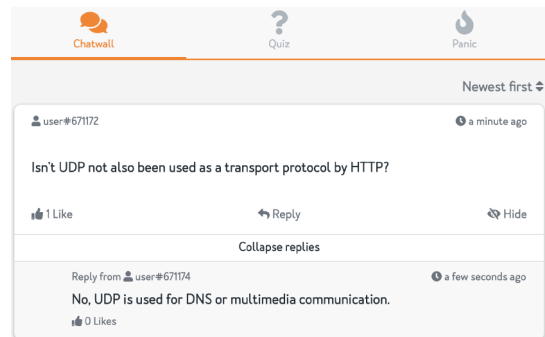 Chatwall
Quiz
Panic
Newest first
user#671172
a minute ago
Isn't UDP not also been used as a transport protocol by HTTP?
1 Like
Reply
Hide
Collapse replies
Reply from user#671174
a few seconds ago
No, UDP is used for DNS or multimedia communication.
0 Likes